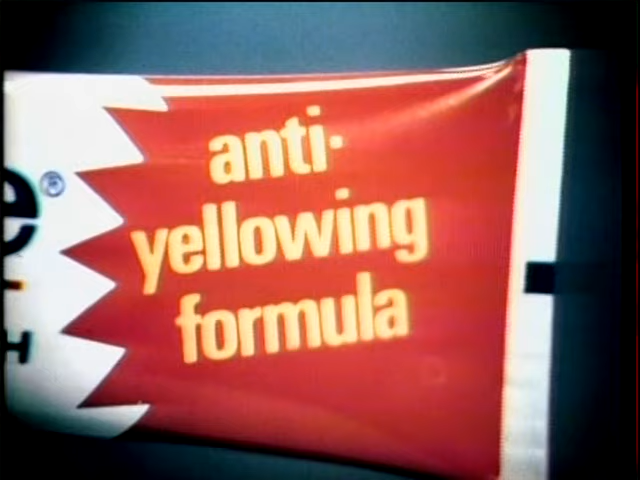 anti-
yellowing
formula
e®
H